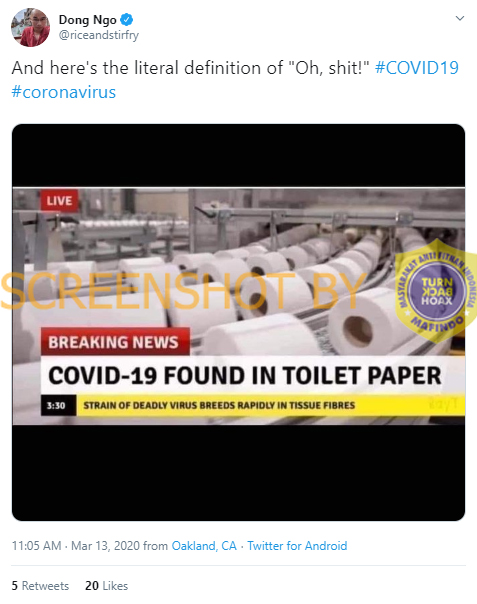 Dong Ngo
@riceandstirfry
And here's the literal definition of "Oh, shit!" #COVID19
#coronavirus
LIVE
SCREENSHOT BY
MASYARAKAT ANTI FITNAH INDONESIA
TURN
BACK
HOAX
MAFINDO
BREAKING NEWS
COVID-19 FOUND IN TOILET PAPER
3:30 STRAIN OF DEADLY VIRUS BREEDS RAPIDLY IN TISSUE FIBRES
11:05 AM · Mar 13, 2020 from Oakland, CA · Twitter for Android
5 Retweets 20 Likes